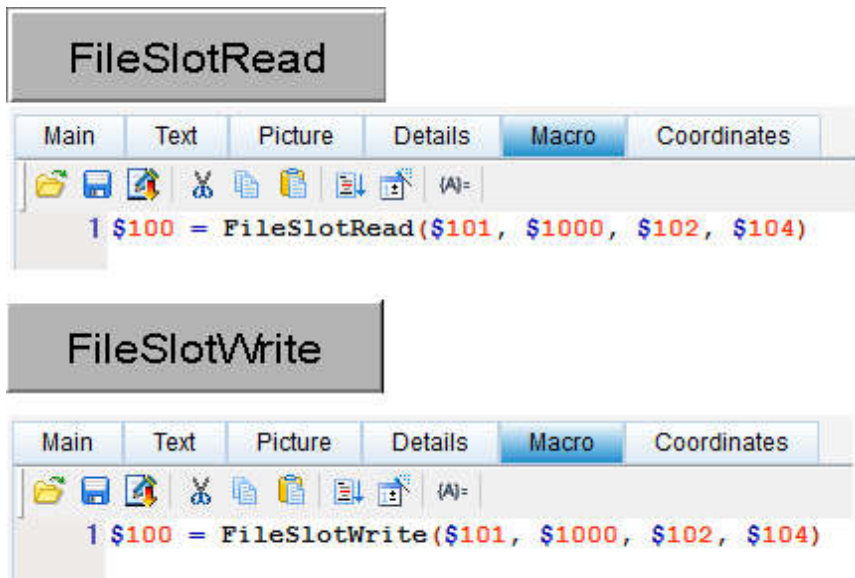 FileSlotRead
Main Text Picture Details Macro Coordinates
(A)=
1 $100 = FileSlotRead($101, $1000, $102, $104)
FileSlotWrite
Main Text Picture Details Macro Coordinates
(A)=
1 $100 = FileSlotWrite($101, $1000, $102, $104)